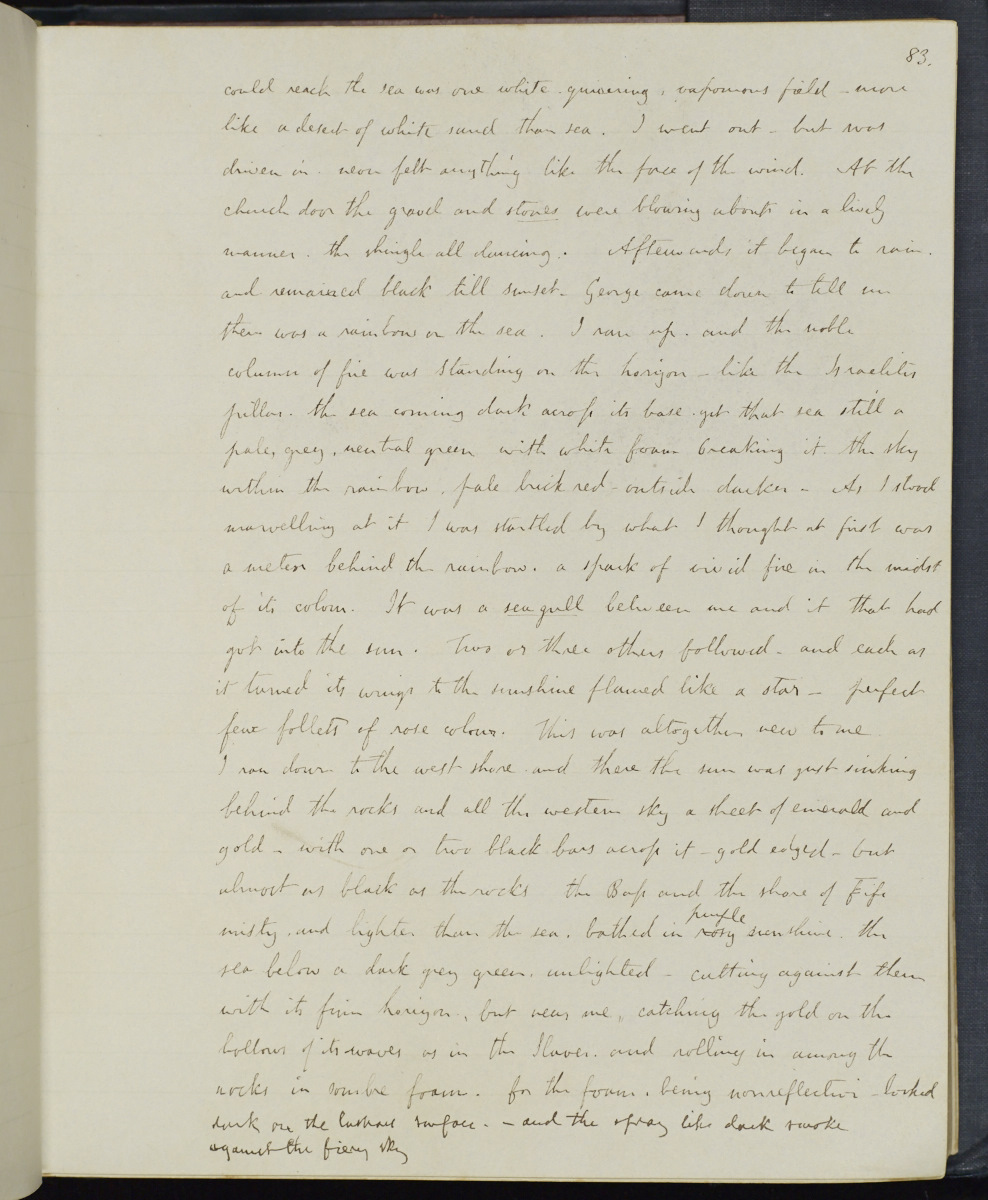 83.
could reach the sea was one white quivering, vapourous field - more
like a desert of white sand than sea. I went out - but was
driven in. never felt anything like the force of the wind. At the
church door the gravel and stones were blowing about in a lively
manner. the shingle all dancing. Afterwards it began to rain.
and remained black till sunset. George came down to tell me
there was a rainbow on the sea. I ran up. and the noble
column of fire was standing on the horizon - like the Israelites
pillar. the sea coming dark across its base. yet that sea still a
pale, grey, neutral green with white foam breaking it. the sky
within the rainbow, pale brick red - outside darker - As I stood
marvelling at it I was startled by what I thought at first was
a meteor behind the rainbow. a spark of vivid fire in the midst
of its colour. It was a seagull between me and it that had
got into the sun. Two or three others followed - and each as
it turned its wings to the sunshine flamed like a star - perfect
feux follets of rose colour. This was altogether new to me.
I ran down to the west shore. and there the sun was just sinking
behind the rocks and all the western sky a sheet of emerald and
gold - with one or two black bars across it - gold edged - but
almost as black as the rocks the Bass and the shore of Fife
misty. and lighter than the sea. bathed in rosy purple sunshine. the
sea below a dark grey green. unlighted - cutting against them
with its firm horizon., but near me, catching the gold on the
hollows of its waves as in the Slaver. and rolling in among the
rocks in sombre foam. for the foam, being nonreflective - looked
dark on the lustrous surface. - and the spray like dark smoke
against the fiery sky